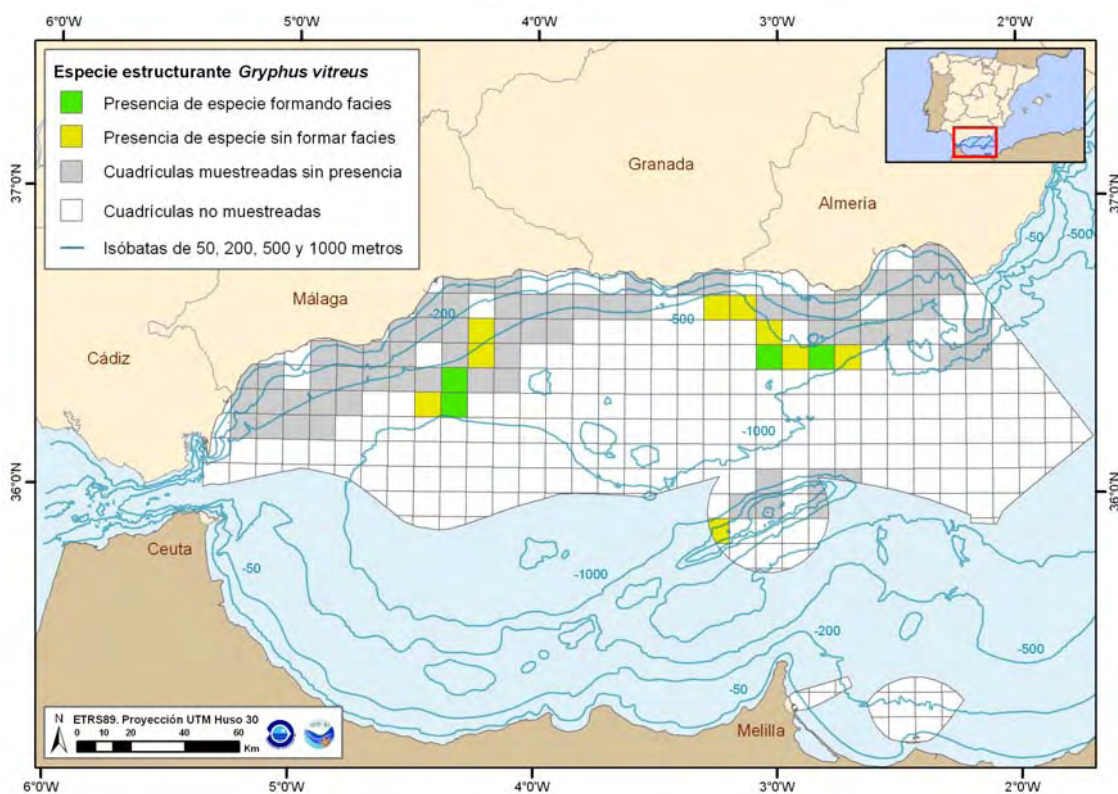 6°0'W 5°0'W 4°0'W 3°0'W 2°0'W
Especie estructurante Gryphus vitreus
Presencia de especie formando facies
Presencia de especie sin formar facies
Cuadrículas muestreadas sin presencia
Cuadrículas no muestreadas
Isóbatas de 50, 200, 500 y 1000 metros
37°0'N
37°0'N
Granada
Almería
-50
-500
Málaga
-200
-500
Cádiz
-1000
36°0'N
36°0'N
Ceuta
-50
-1000
-200
-500
-50
Melilla
N
ETRS89. Proyección UTM Huso 30
0 10 20 40 60
Km
6°0'W 5°0'W 4°0'W 3°0'W 2°0'W